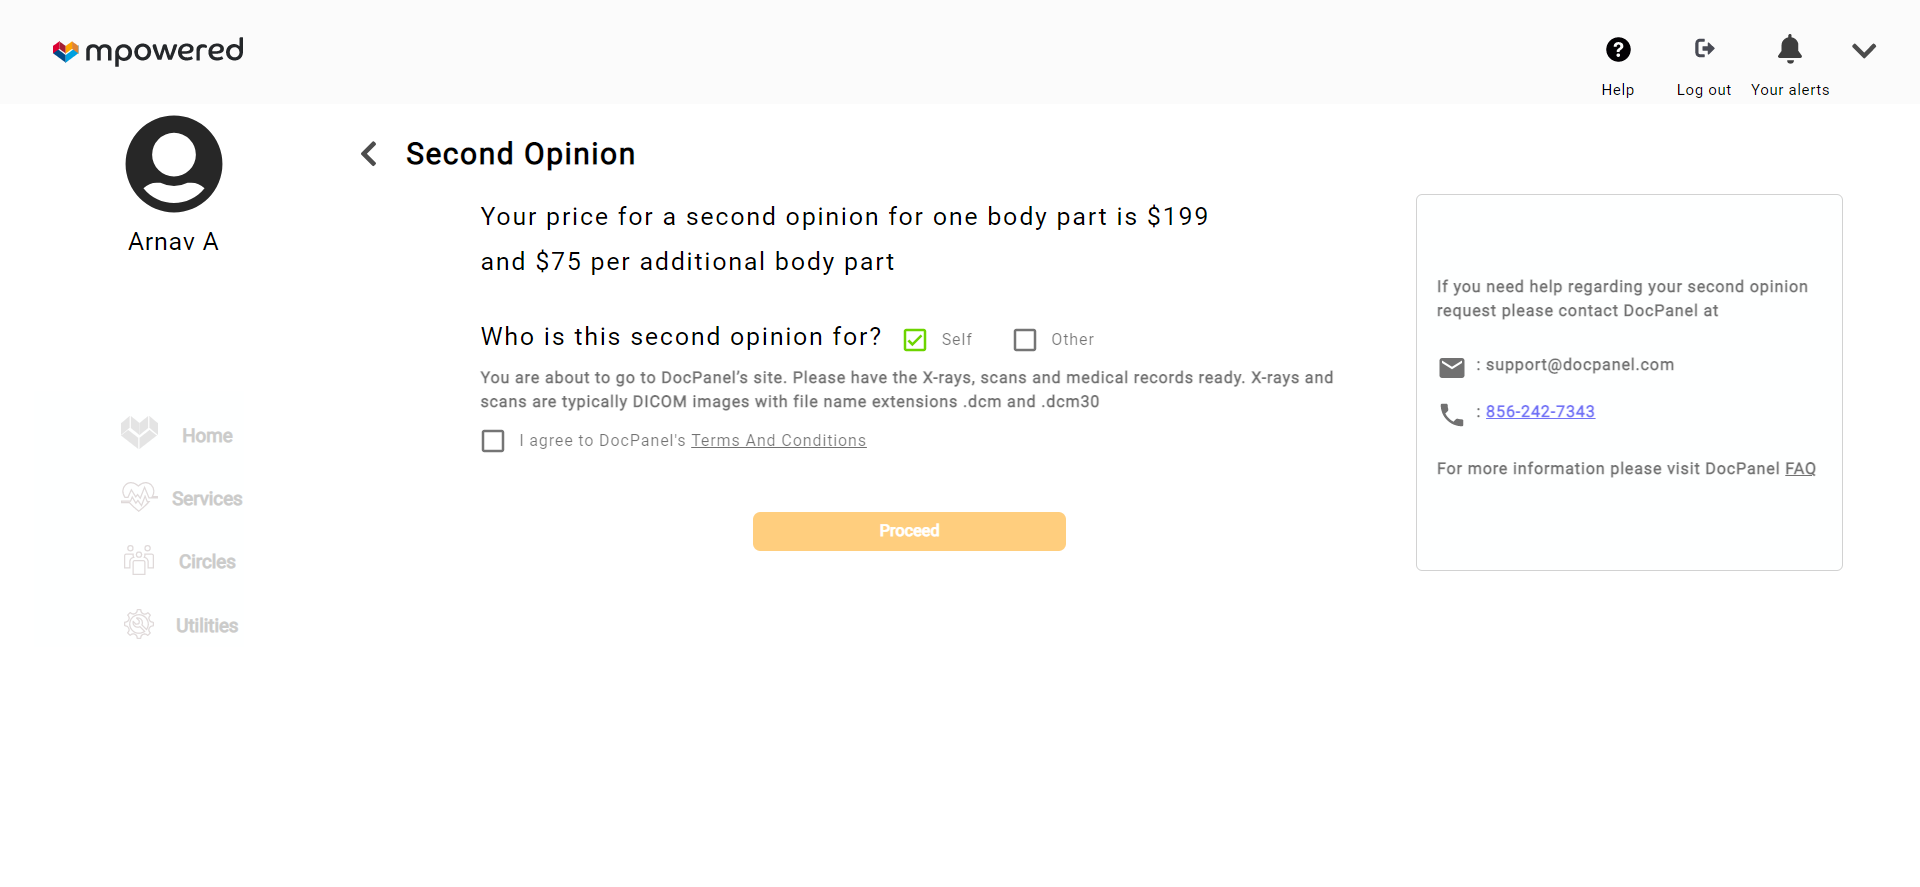 mpowered
Help
Log out
Your alerts
Arnav A
Second Opinion
Your price for a second opinion for one body part is $199
and $75 per additional body part
Who is this second opinion for?
Self
Other
You are about to go to DocPanel’s site. Please have the X-rays, scans and medical records ready. X-rays and
scans are typically DICOM images with file name extensions .dcm and .dcm30
I agree to DocPanel's Terms And Conditions
Proceed
If you need help regarding your second opinion
request please contact DocPanel at
: support@docpanel.com
: 856-242-7343
For more information please visit DocPanel FAQ
Home
Services
Circles
Utilities